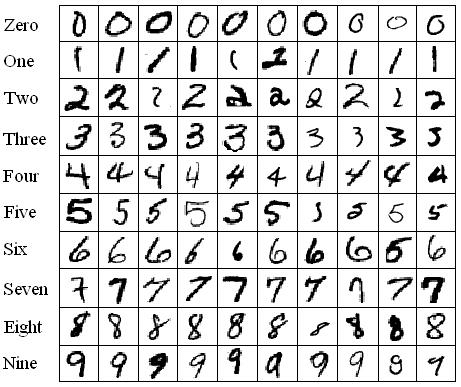 Zero 0 0 0 0 0 0 0 0 0 0
One 1 1 1 1 1 1 1 1 1 1
Two 2 2 2 2 2 2 2 2 2 2
Three 3 3 3 3 3 3 3 3 3 3
Four 4 4 4 4 4 4 4 4 4 4
Five 5 5 5 5 5 5 5 5 5 5
Six 6 6 6 6 6 6 6 6 6 6
Seven 7 7 7 7 7 7 7 7 7 7
Eight 8 8 8 8 8 8 8 8 8 8
Nine 9 9 9 9 9 9 9 9 9 9